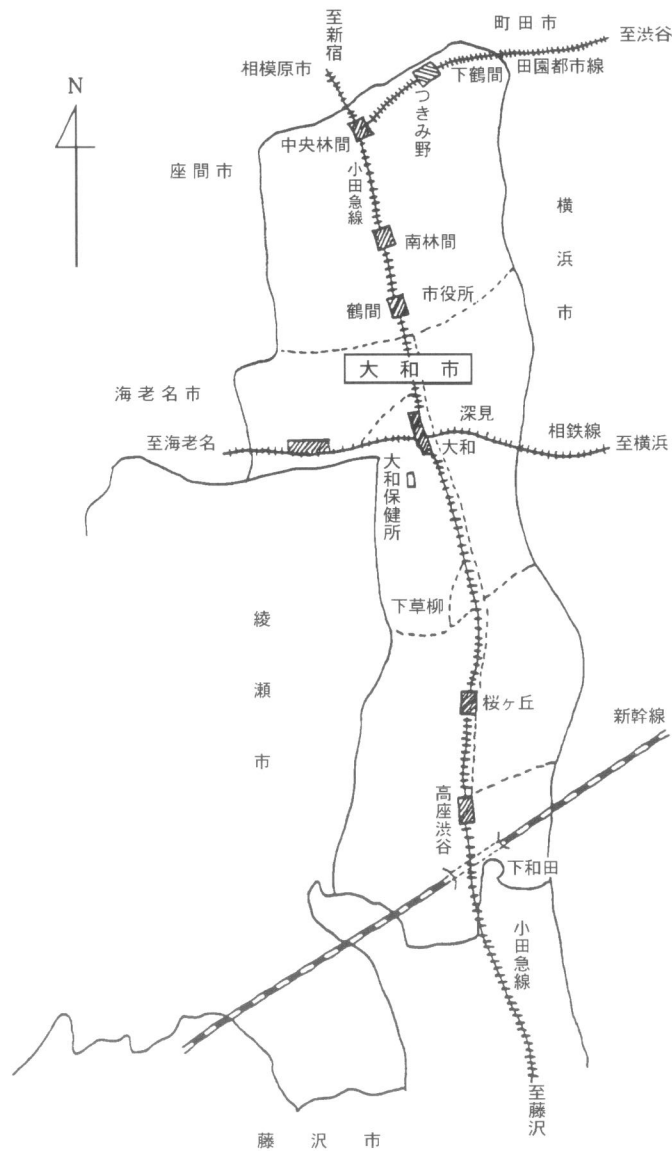 町田市
至新宿
至渋谷
相模原市
下鶴間
田園都市線
つきみ野
N
中央林間
座間市
小田急線
横浜市
南林間
市役所
鶴間
大和市
海老名市
深見
相鉄線
至海老名
大和
至横浜
大和保健所
下草柳
綾瀬市
桜ヶ丘
新幹線
高座渋谷
下和田
小田急線
至藤沢
藤沢市